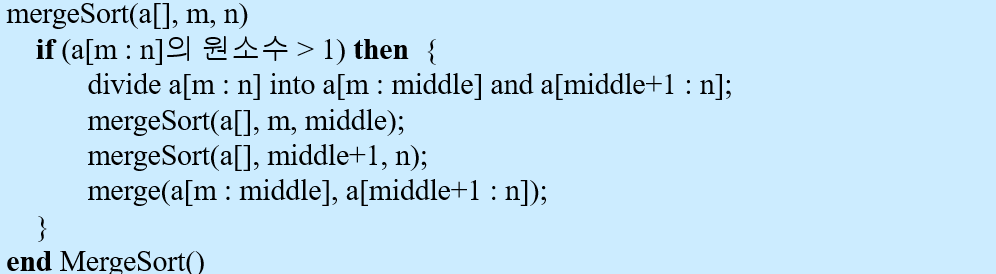 mergeSort(a[], m, n)
if (a[m : n]의 원소수 > 1) then {
divide a[m : n] into a[m : middle] and a[middle+1 : n];
mergeSort(a[], m, middle);
mergeSort(a[], middle+1, n);
merge(a[m : middle], a[middle+1 : n]);
}
end MergeSort()